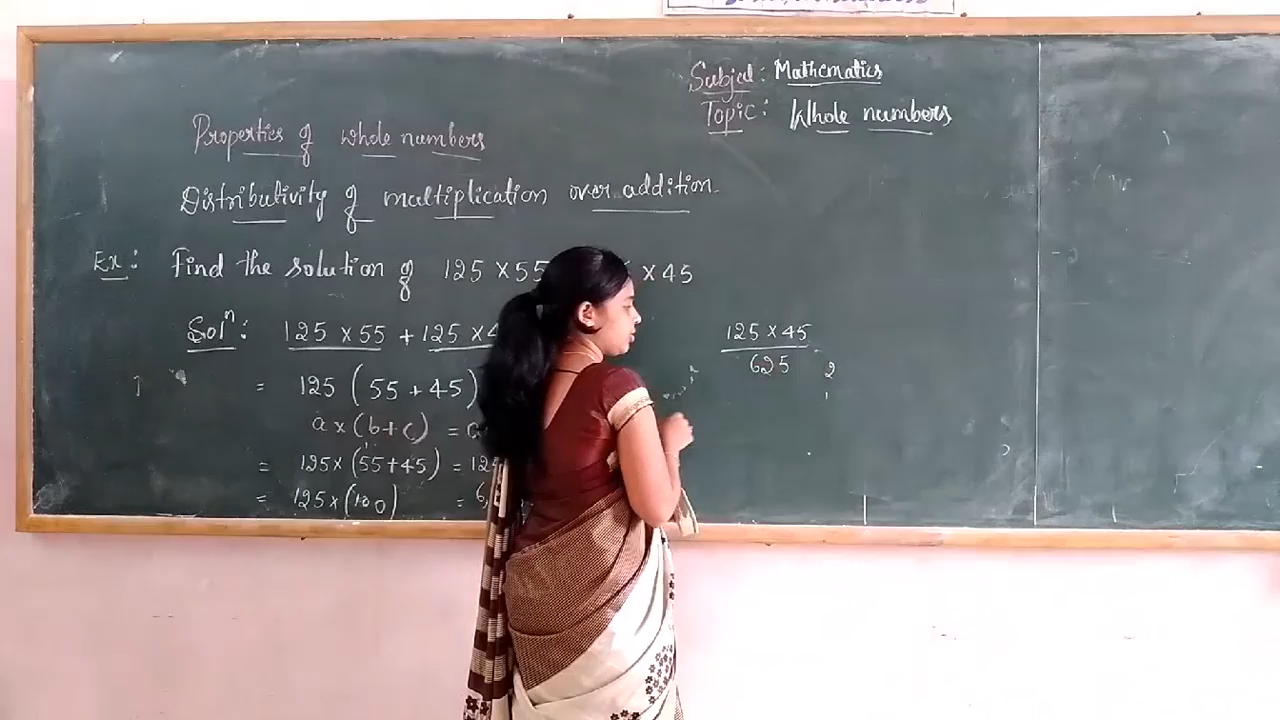 Subject: Mathematics
Topic: Whole numbers
Properties of whole numbers
Distributivity of multiplication over addition.
Ex: Find the solution of 125 × 55 × 45
Solⁿ: 125 × 55 + 125 × 4
= 125 (55 + 45)
a × (b + c) = a
= 125 × (55 + 45) = 12
= 125 × (100) = 6,
125 × 45
625
2
1